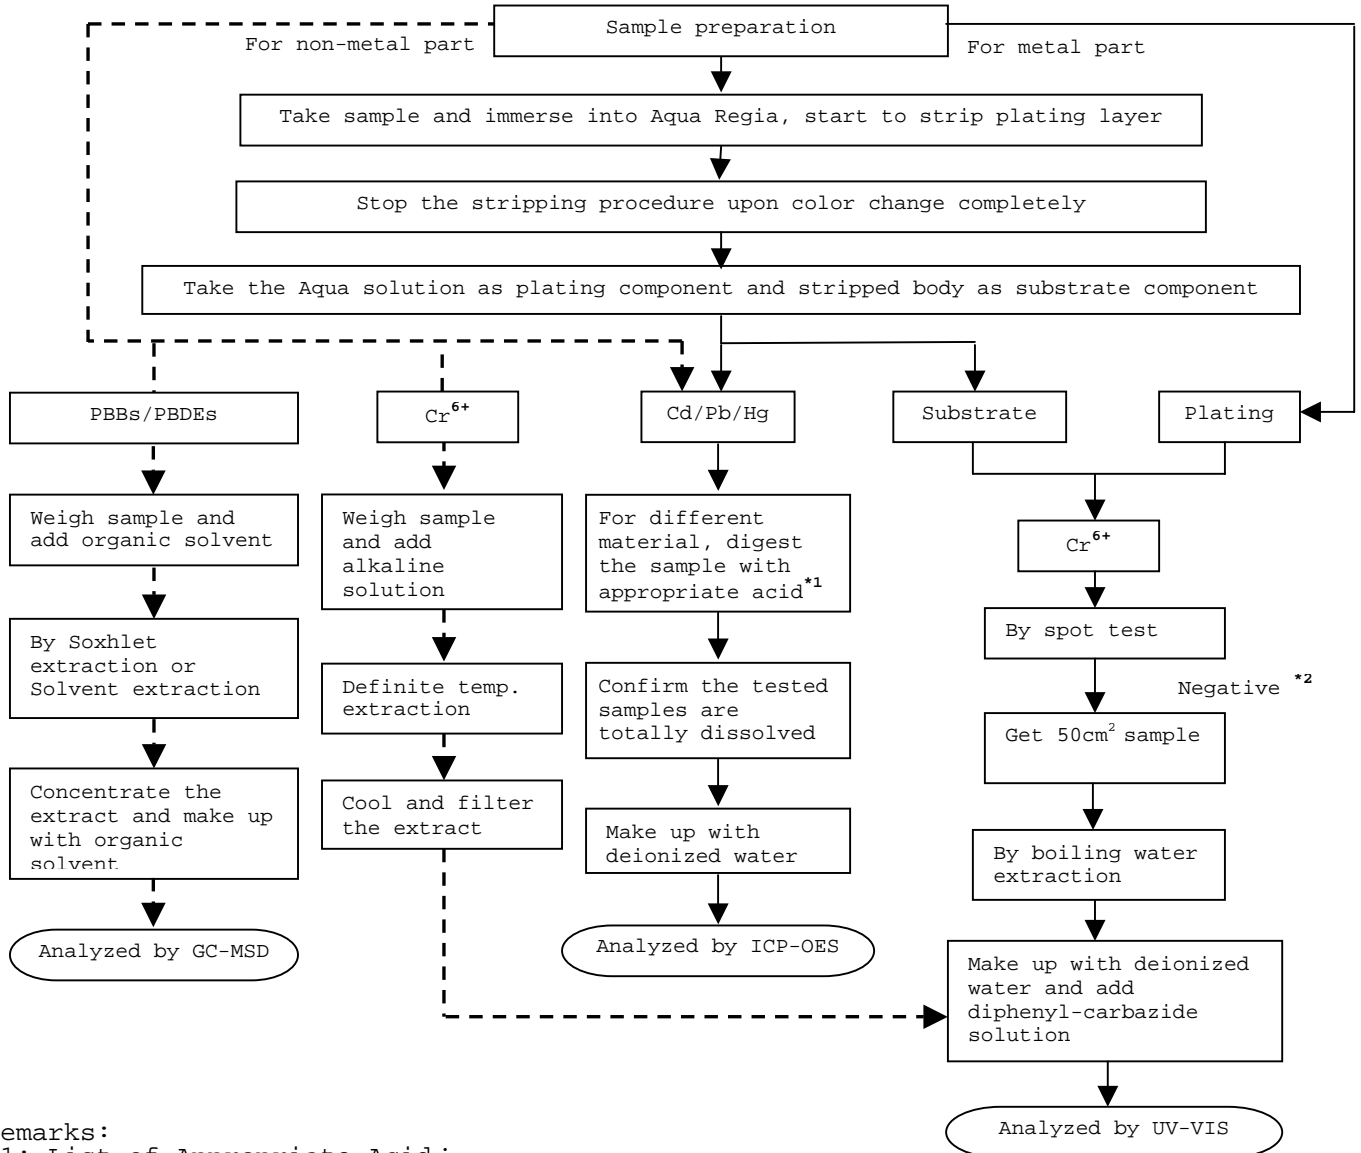 Sample preparation
For non-metal part
For metal part
Take sample and immerse into Aqua Regia, start to strip plating layer
Stop the stripping procedure upon color change completely
Take the Aqua solution as plating component and stripped body as substrate component
PBBs/PBDEs
Cr6+
Cd/Pb/Hg
Substrate
Plating
Weigh sample and
add organic solvent
By Soxhlet
extraction or
Solvent extraction
Concentrate the
extract and make up
with organic
solvent
Analyzed by GC-MSD
Weigh sample
and add
alkaline
solution
Definite temp.
extraction
Cool and filter
the extract
For different
material, digest
the sample with
appropriate acid*1
Confirm the tested
samples are
totally dissolved
Make up with
deionized water
Analyzed by ICP-OES
Cr6+
By spot test
Negative *2
Get 50cm2 sample
By boiling water
extraction
Make up with deionized
water and add
diphenyl-carbazide
solution
Analyzed by UV-VIS
emarks:
1: List of Appropriate Acid: